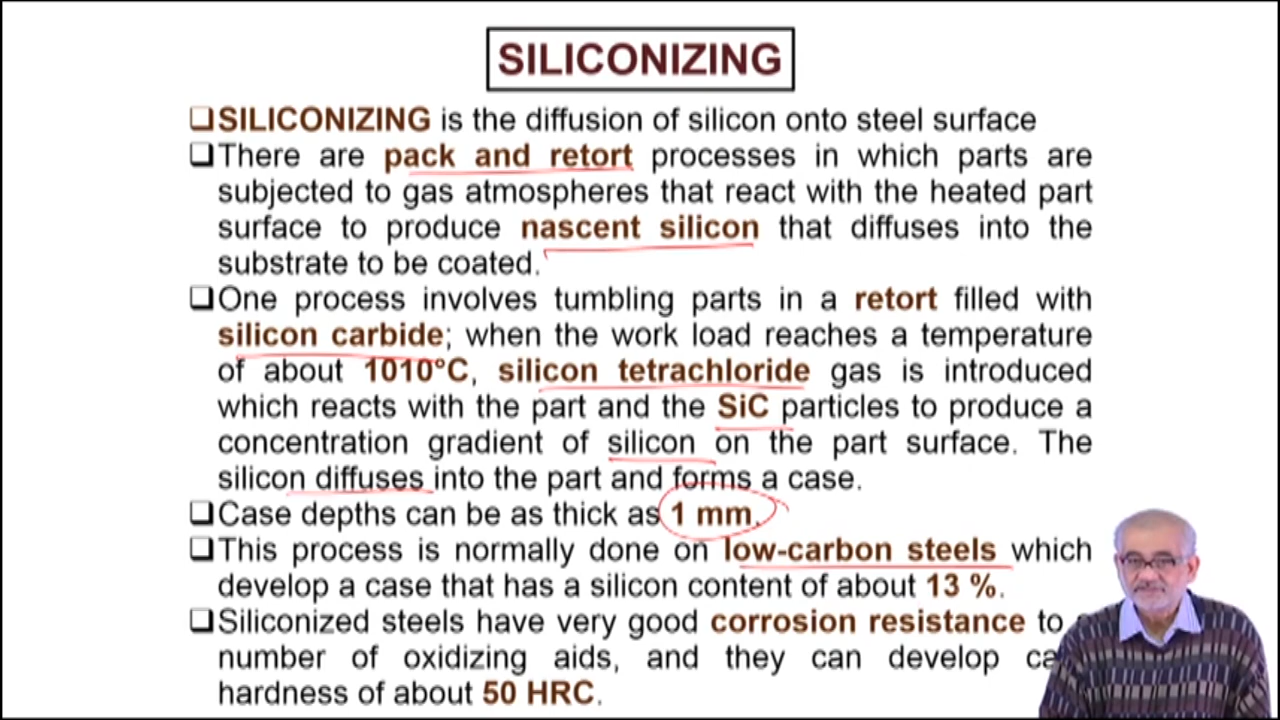 SILICONIZING
❑SILICONIZING is the diffusion of silicon onto steel surface
❑There are pack and retort processes in which parts are
subjected to gas atmospheres that react with the heated part
surface to produce nascent silicon that diffuses into the
substrate to be coated.
❑One process involves tumbling parts in a retort filled with
silicon carbide; when the work load reaches a temperature
of about 1010°C, silicon tetrachloride gas is introduced
which reacts with the part and the SiC particles to produce a
concentration gradient of silicon on the part surface. The
silicon diffuses into the part and forms a case.
❑Case depths can be as thick as 1 mm.
❑This process is normally done on low-carbon steels which
develop a case that has a silicon content of about 13 %.
❑Siliconized steels have very good corrosion resistance to
number of oxidizing aids, and they can develop
hardness of about 50 HRC.